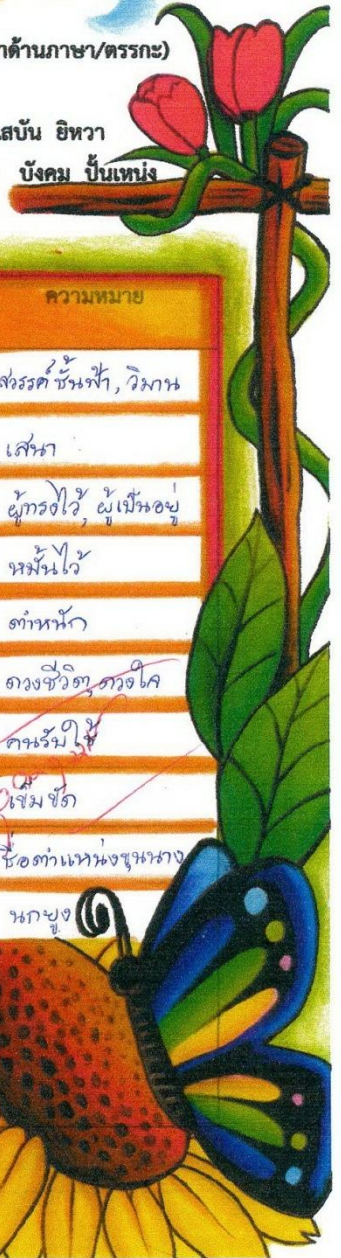 าด้านภาษา/ตรรกะ)
สบัน ยิหวา
บังคม ปั้นเหน่ง
ความหมาย
สวรรค์ ชั้นฟ้า, วิมาน
เสนา
ผู้ทรงไว้, ผู้เป็นอยู่
หมั้นไว้
ตำหนัก
ดวงชีวิต, ดวงใจ
คนรับใช้
เข็มขัด
ชื่อตำแหน่งขุนนาง
นกยูง